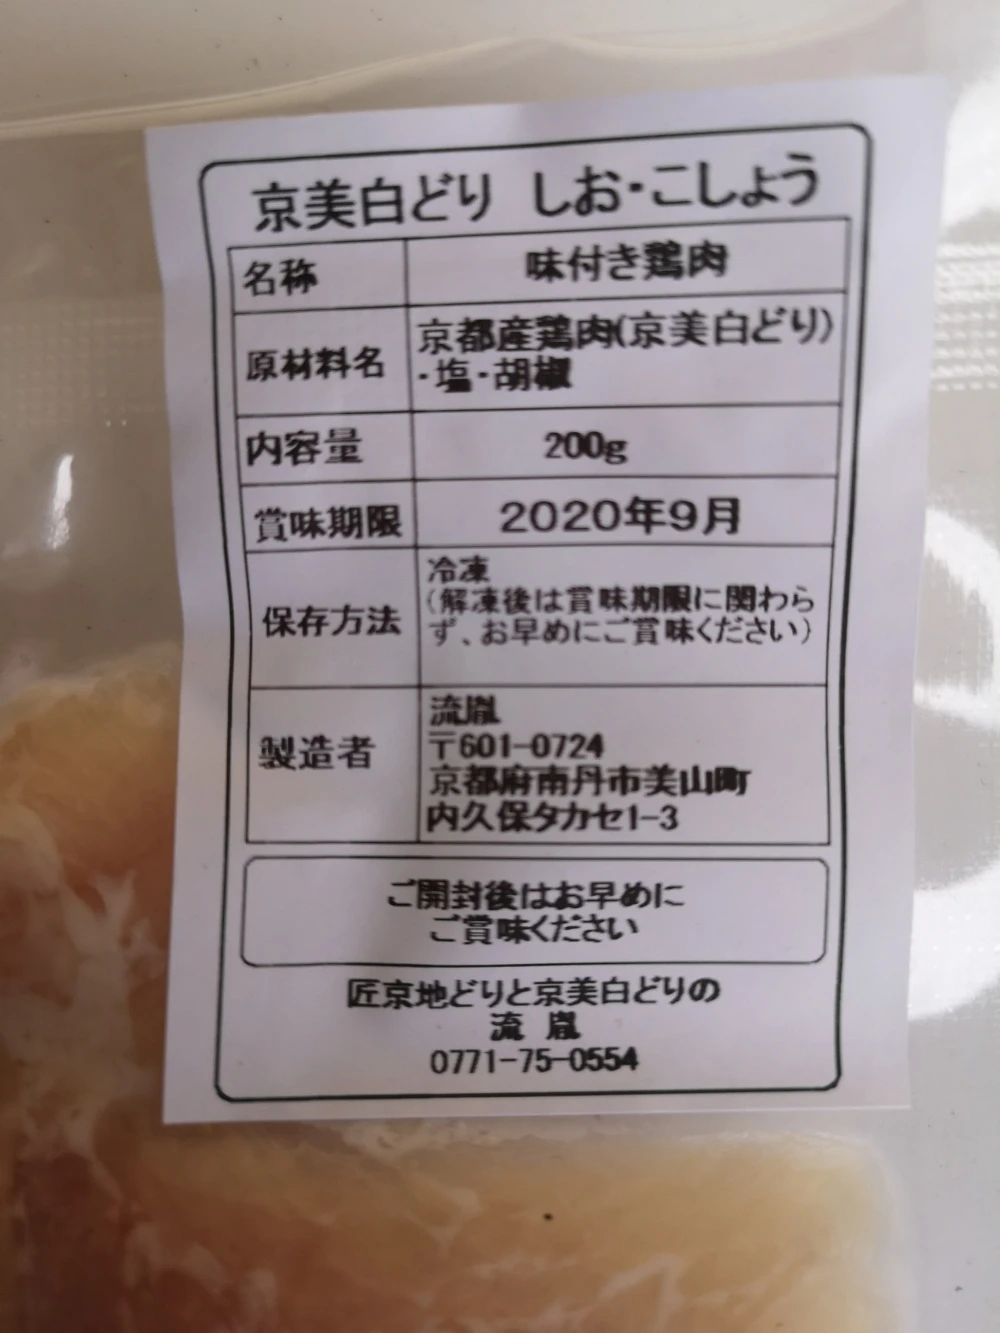 京美白どり しお・こしょう
名称 味付き鶏肉
原材料名 京都産鶏肉(京美白どり)
・塩・胡椒
内容量 200g
賞味期限 2020年9月
保存方法 冷凍
(解凍後は賞味期限に関わら
ず、お早めにご賞味ください)
製造者 流胤
〒601-0724
京都府南丹市美山町
内久保タカセ1-3
ご開封後はお早めに
ご賞味ください
匠京地どりと京美白どりの
流 胤
0771-75-0554